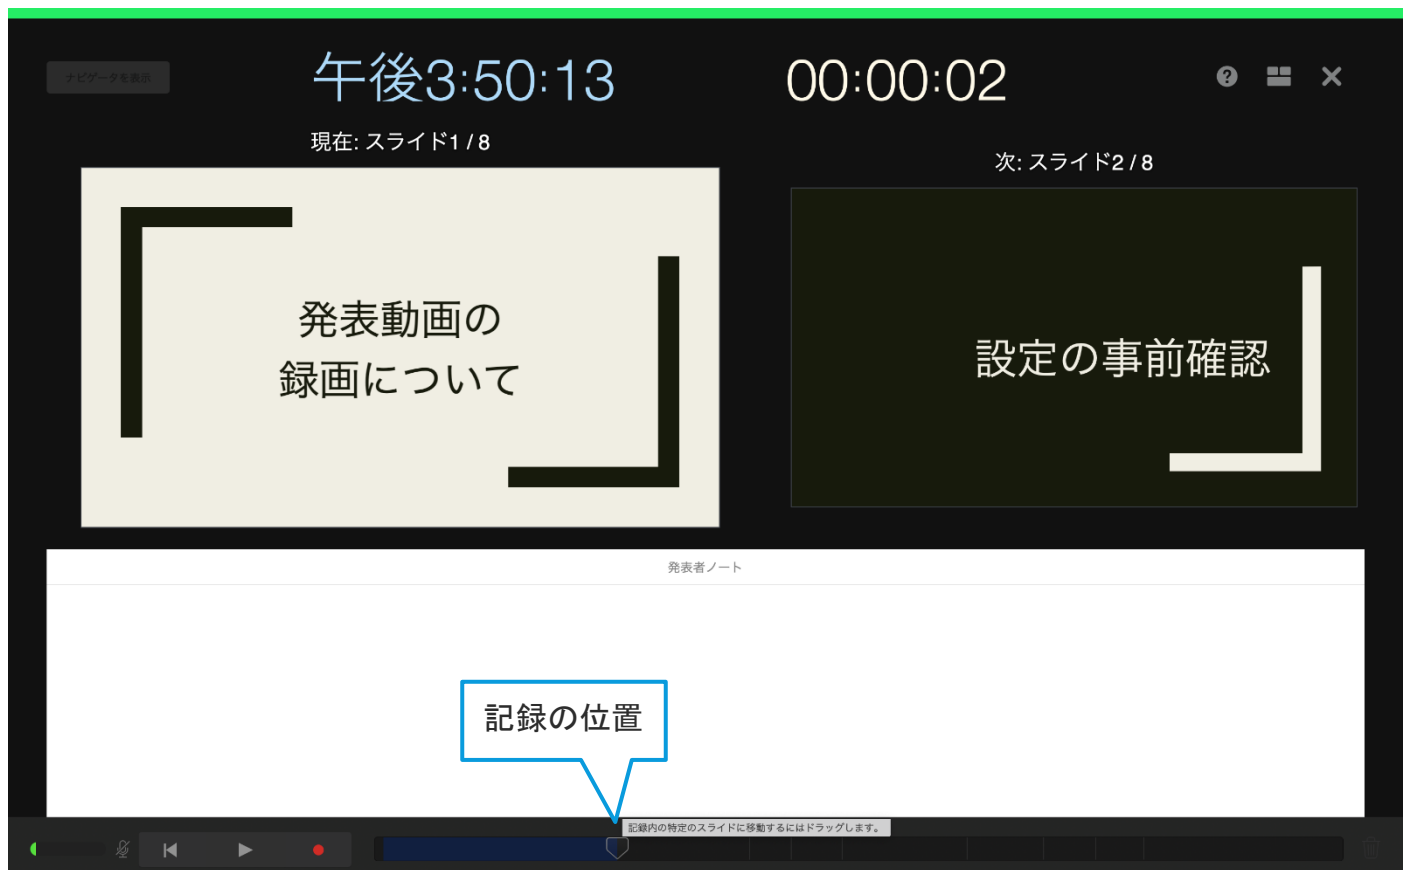 ナビゲータを表示
午後3:50:13
00:00:02
現在: スライド1 / 8
次: スライド2 / 8
発表動画の
録画について
設定の事前確認
発表者ノート
記録の位置
記録内の特定のスライドに移動するにはドラッグします。